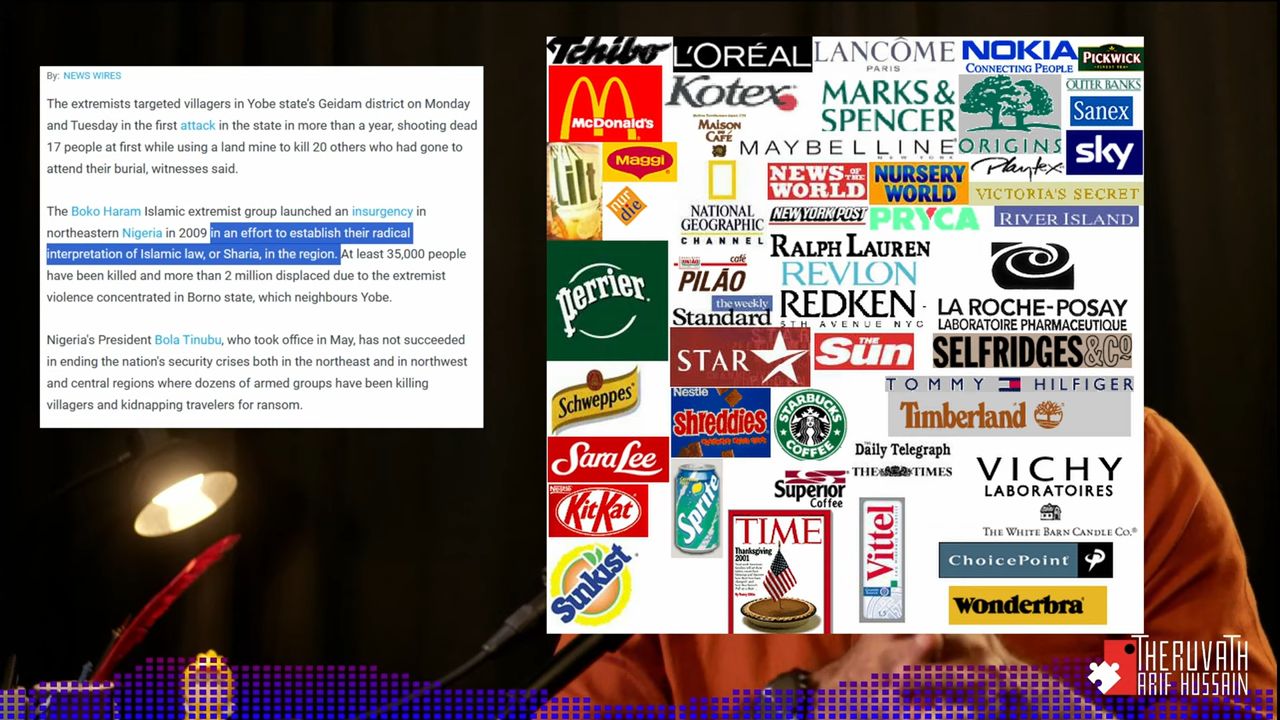 By: NEWS WIRES
The extremists targeted villagers in Yobe state's Geidam district on Monday
and Tuesday in the first attack in the state in more than a year, shooting dead
17 people at first while using a land mine to kill 20 others who had gone to
attend their burial, witnesses said.
The Boko Haram Islamic extremist group launched an insurgency in
northeastern Nigeria in 2009 in an effort to establish their radical
interpretation of Islamic law, or Sharia, in the region. At least 35,000 people
have been killed and more than 2 million displaced due to the extremist
violence concentrated in Borno state, which neighbours Yobe.
Nigeria's President Bola Tinubu, who took office in May, has not succeeded
in ending the nation's security crises both in the northeast and in northwest
and central regions where dozens of armed groups have been killing
villagers and kidnapping travelers for ransom.
Tchibo
L'ORÉAL
LANCÔME
PARIS
NOKIA
CONNECTING PEOPLE
PICKWICK
McDonald's
Kotex
MARKS &
SPENCER
ORIGINS
OUTER BANKS
Sanex
MAISON
DU
CAFÉ
MAYBELLINE
NEW YORK
sky
Maggi
nur
die
NATIONAL
GEOGRAPHIC
CHANNEL
NEWS OF THE
WORLD
NURSERY
WORLD
Playtex
VICTORIA'S SECRET
NEW YORK POST
PRYCA
RIVER ISLAND
RALPH LAUREN
perrier
café
PILÃO
REVLON
the weekly
Standard
REDKEN
5TH AVENUE NYC
LA ROCHE-POSAY
LABORATOIRE PHARMACEUTIQUE
STAR
The Sun
SELFRIDGES &Co
Schweppes
TOMMY HILFIGER
Nestlé
shreddies
STARBUCKS
COFFEE
Timberland
Sara Lee
Daily Telegraph
THE TIMES
VICHY
LABORATOIRES
KitKat
Sprite
Superior
Coffee
THE WHITE BARN CANDLE CO.®
TIME
Thanksgiving
2001
Vittel
ChoicePoint
Sunkist
Wonderbra
THERUVATH
ARIF HUSSAIN